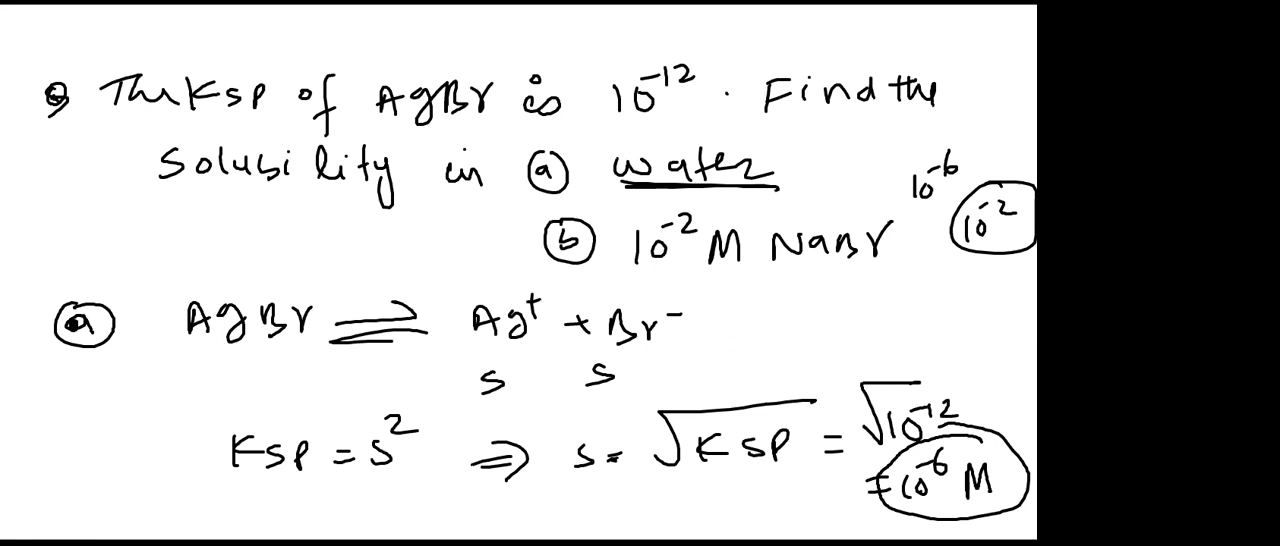 Q The Ksp of AgBr is 10⁻¹² . Find the
Solubility in ⓐ water
10⁻⁶
ⓑ 10⁻² M NaBr 10⁻²
ⓐ AgBr ⇌ Ag⁺ + Br⁻
s s
Ksp = s² ⇒ s = √Ksp = √10⁻¹²
= 10⁻⁶ M